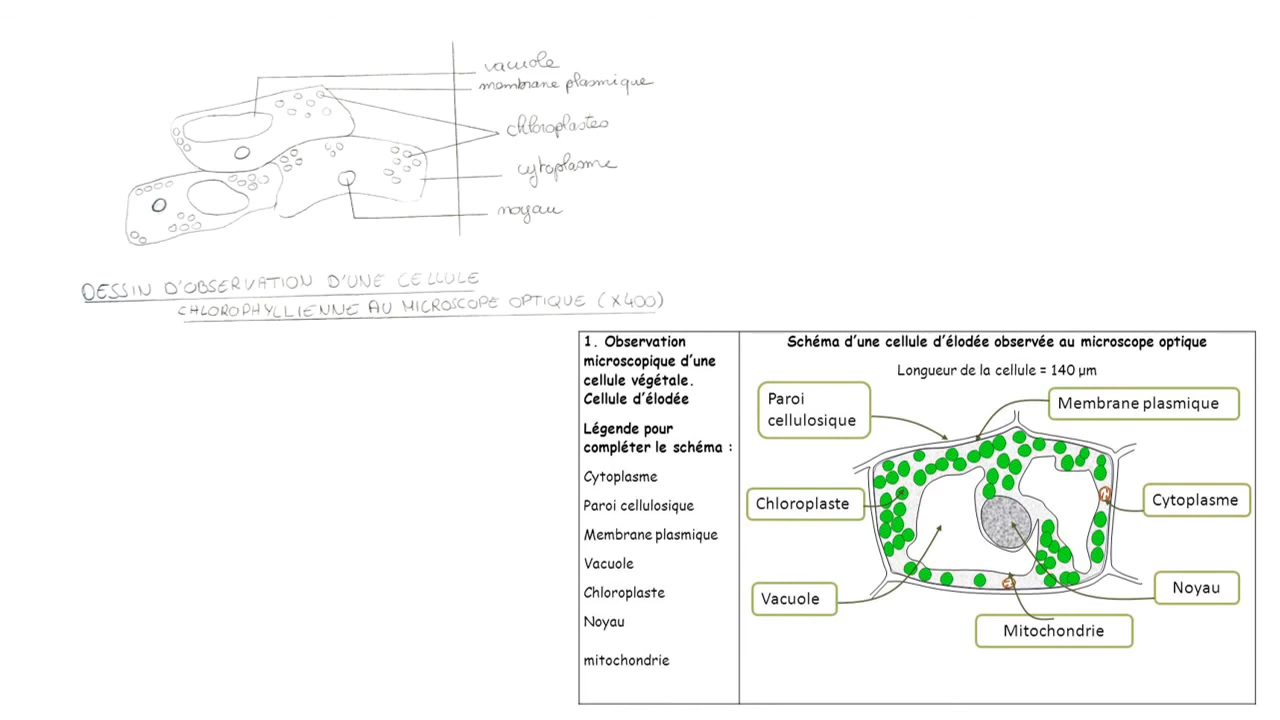 vacuole
membrane plasmique
chloroplastes
cytoplasme
noyau
DESSIN D'OBSERVATION D'UNE CELLULE
CHLOROPHYLLIENNE AU MICROSCOPE OPTIQUE (X400)
1. Observation
microscopique d'une
cellule végétale.
Cellule d'élodée
Légende pour
compléter le schéma :
Cytoplasme
Paroi cellulosique
Membrane plasmique
Vacuole
Chloroplaste
Noyau
mitochondrie
Schéma d'une cellule d'élodée observée au microscope optique
Longueur de la cellule = 140 µm
Paroi
cellulosique
Membrane plasmique
Chloroplaste
Cytoplasme
Vacuole
Noyau
Mitochondrie